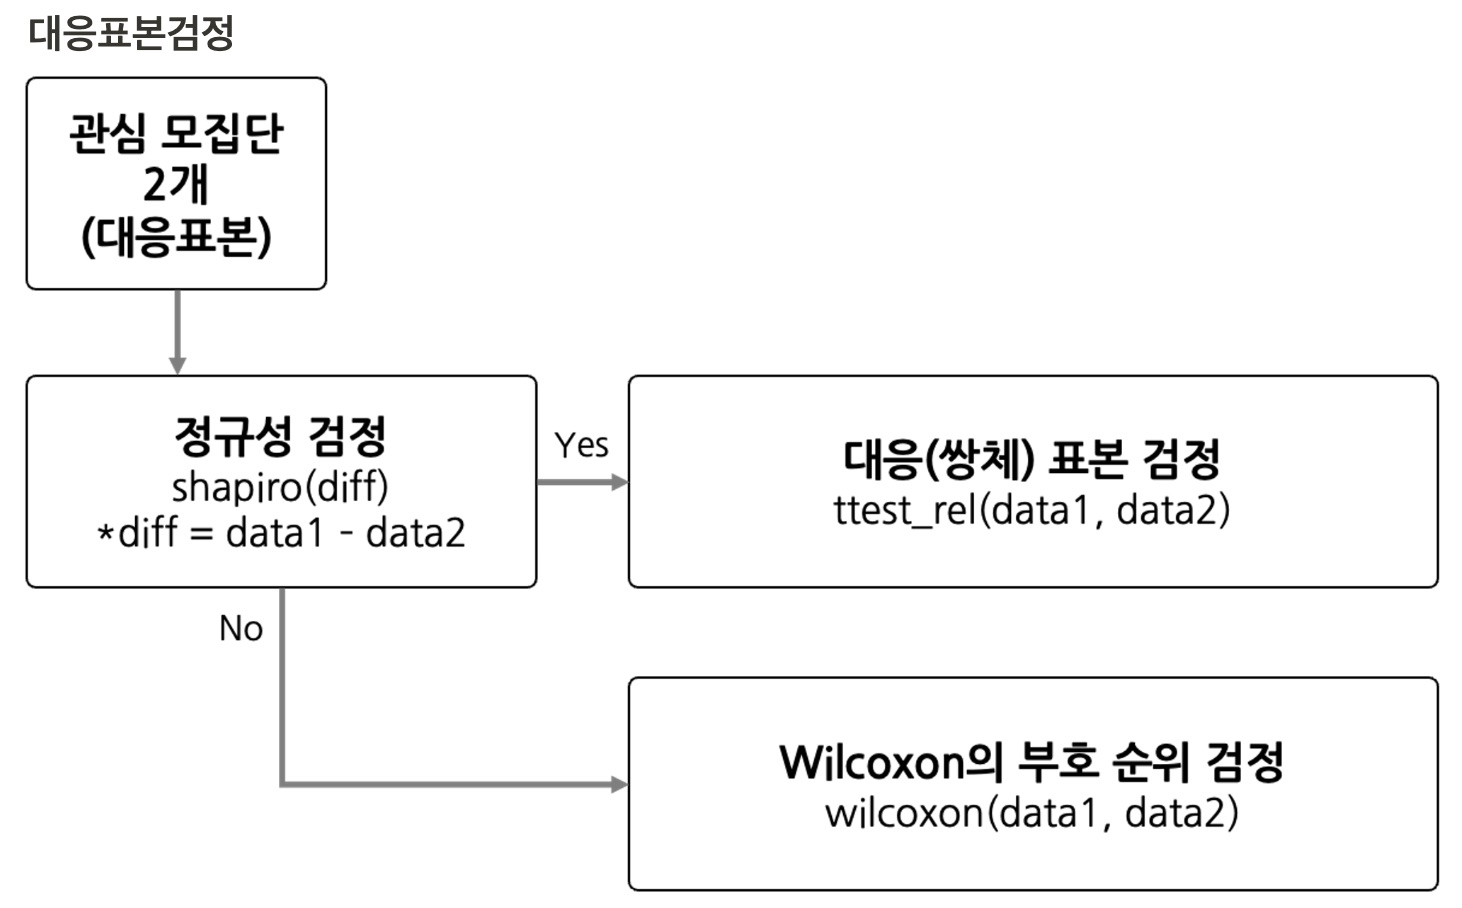 대응표본검정
관심 모집단
2개
(대응표본)
정규성 검정
shapiro(diff)
*diff = data1 - data2
Yes
대응(쌍체) 표본 검정
ttest_rel(data1, data2)
No
Wilcoxon의 부호 순위 검정
wilcoxon(data1, data2)